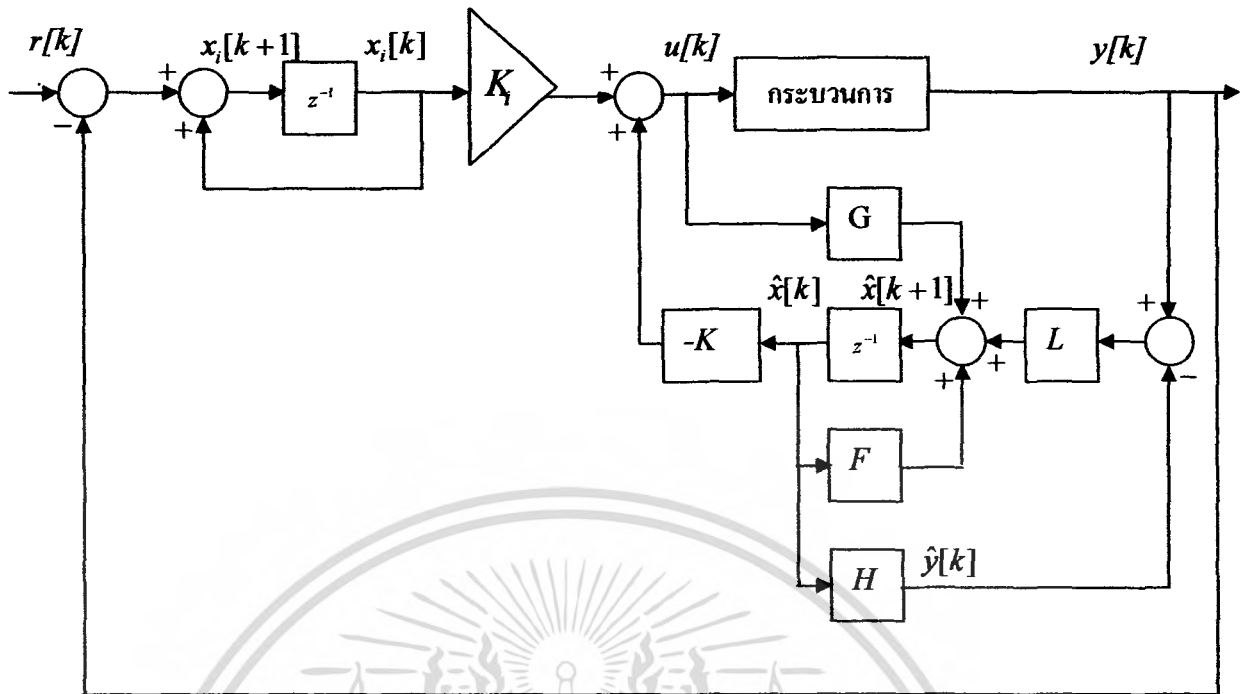 r[k]
x_i[k+1]
x_i[k]
u[k]
y[k]
+
+
−
z⁻¹
K_i
+
+
กระบวนการ
G
x̂[k]
x̂[k+1]
+
+
-K
z⁻¹
L
+
+
−
F
H
ŷ[k]